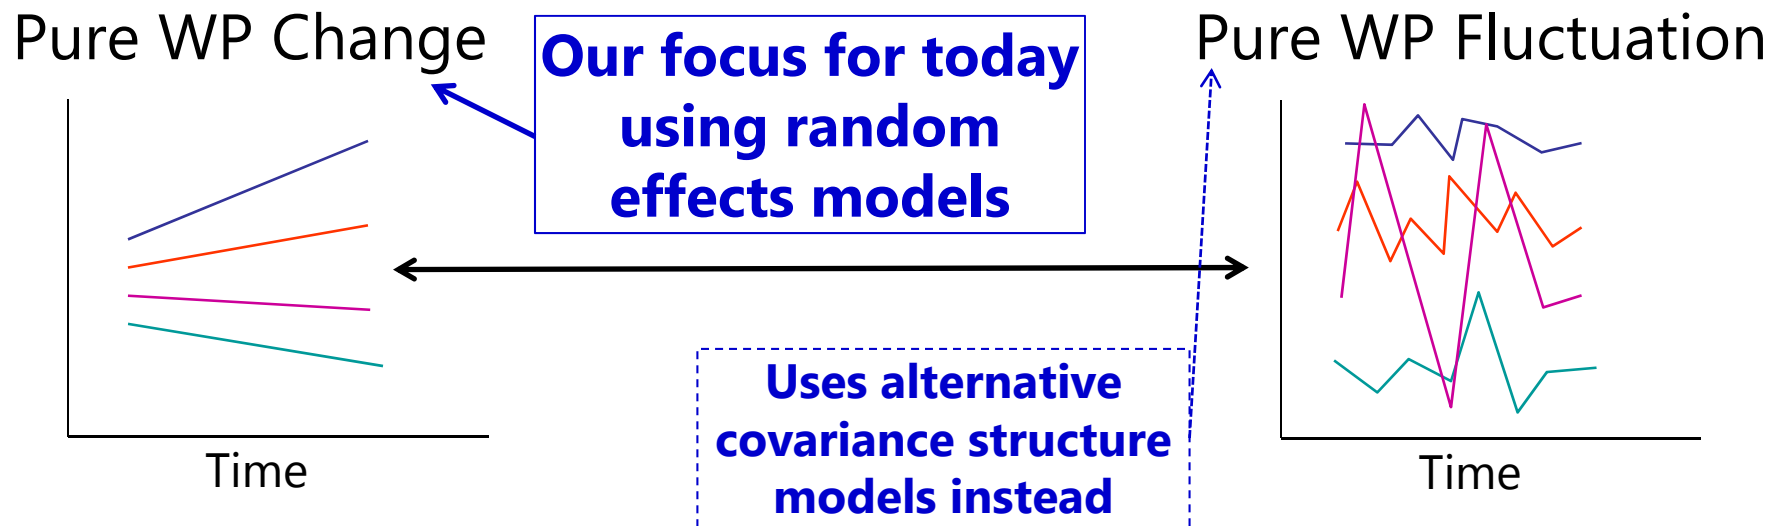 Pure WP Change
Our focus for today
using random
effects models
Pure WP Fluctuation
Time
Uses alternative
covariance structure
models instead
Time